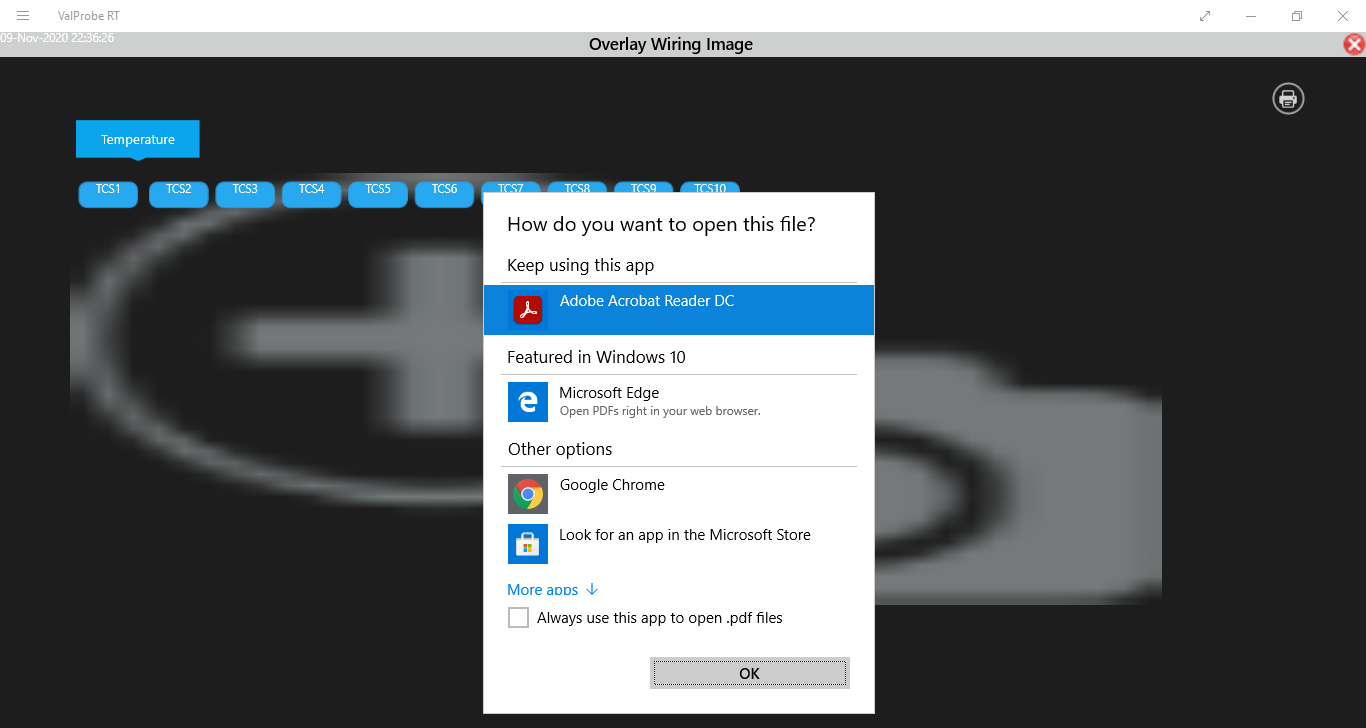 ValProbe RT
09-Nov-2020 22:36:26
Overlay Wiring Image
Temperature
TCS1 TCS2 TCS3 TCS4 TCS5 TCS6 TCS7 TCS8 TCS9 TCS10
How do you want to open this file?
Keep using this app
Adobe Acrobat Reader DC
Featured in Windows 10
Microsoft Edge
Open PDFs right in your web browser.
Other options
Google Chrome
Look for an app in the Microsoft Store
More apps
Always use this app to open .pdf files
OK